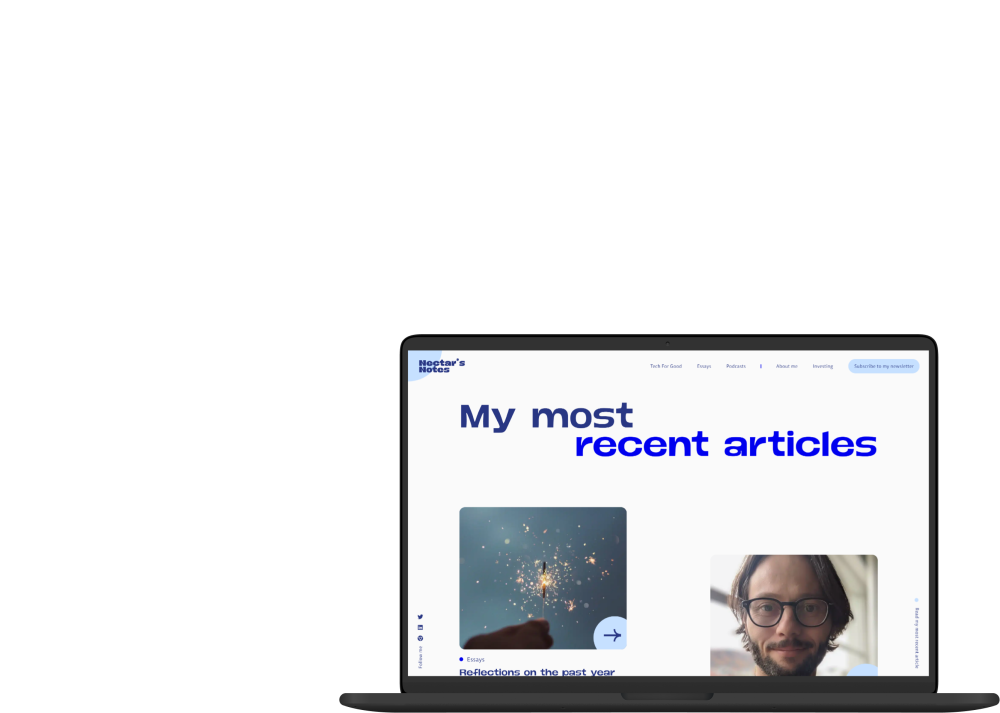 Nectar's
Notes
Tech For Good Essays Podcasts About me Investing Subscribe to my newsletter
My most
recent articles
Essays
Reflections on the past year
Follow me
Read my most recent article